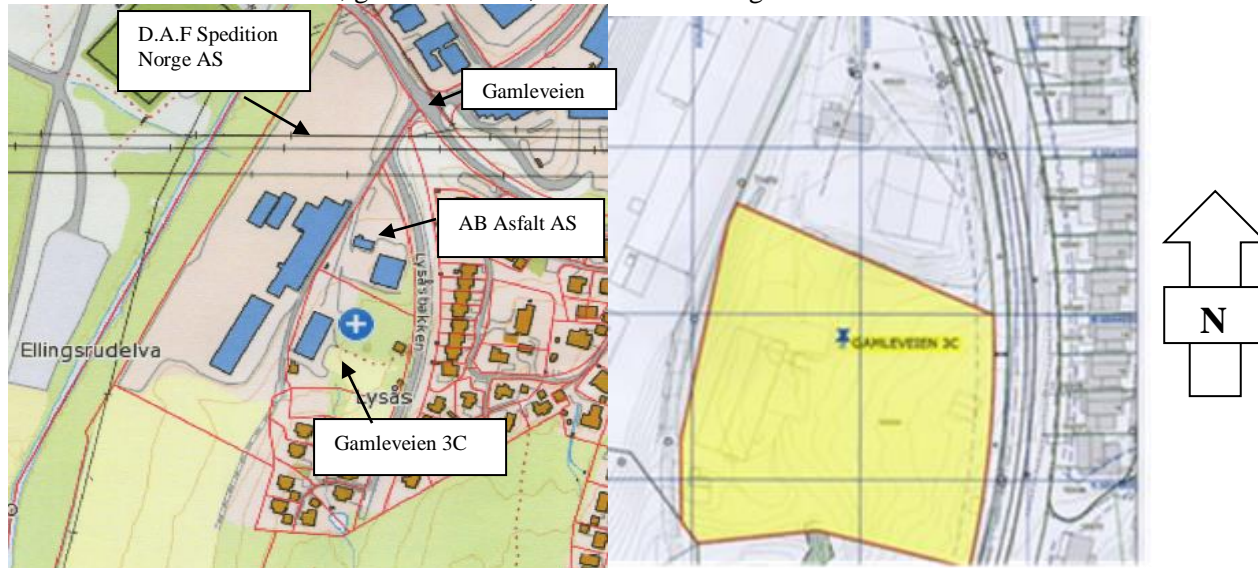 D.A.F Spedition
Norge AS
Gamleveien
AB Asfalt AS
Lysåsbakken
Ellingsrudelva
Lysås
Gamleveien 3C
GAMLEVEIEN 3C
N